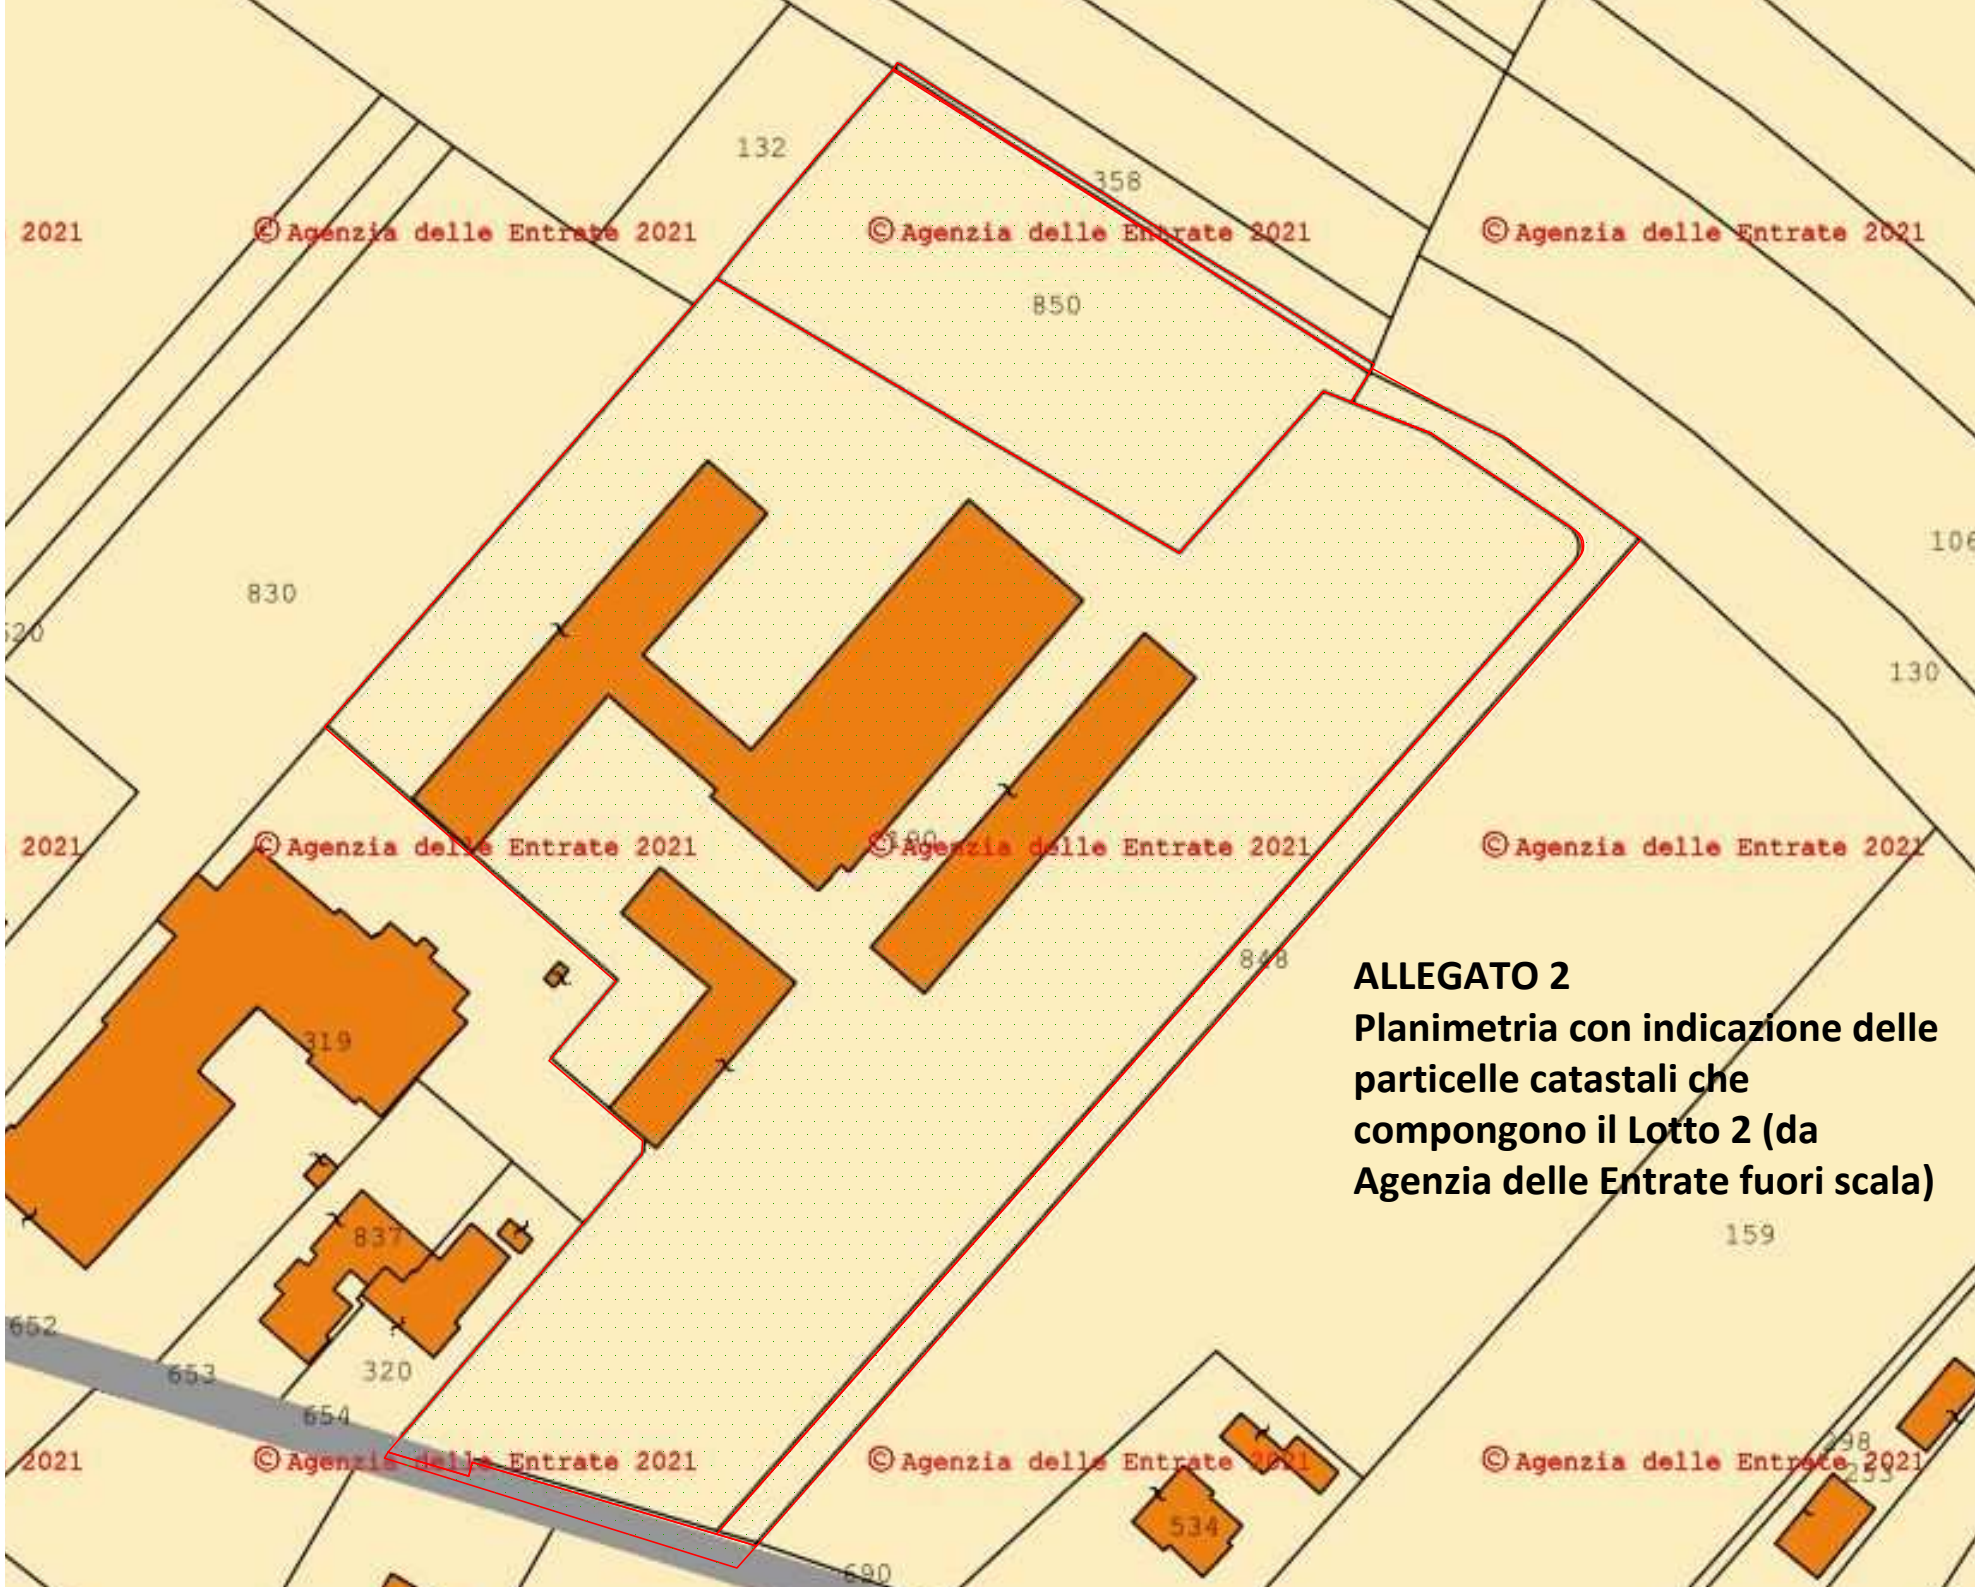 132
358
2021
© Agenzia delle Entrate 2021
© Agenzia delle Entrate 2021
© Agenzia delle Entrate 2021
850
106
830
130
2021
© Agenzia delle Entrate 2021
© Agenzia delle Entrate 2021
© Agenzia delle Entrate 2021
848
ALLEGATO 2
Planimetria con indicazione delle
particelle catastali che
compongono il Lotto 2 (da
Agenzia delle Entrate fuori scala)
319
837
159
652
653
320
654
2021
© Agenzia delle Entrate 2021
© Agenzia delle Entrate 2021
© Agenzia delle Entrate 2021
534
690